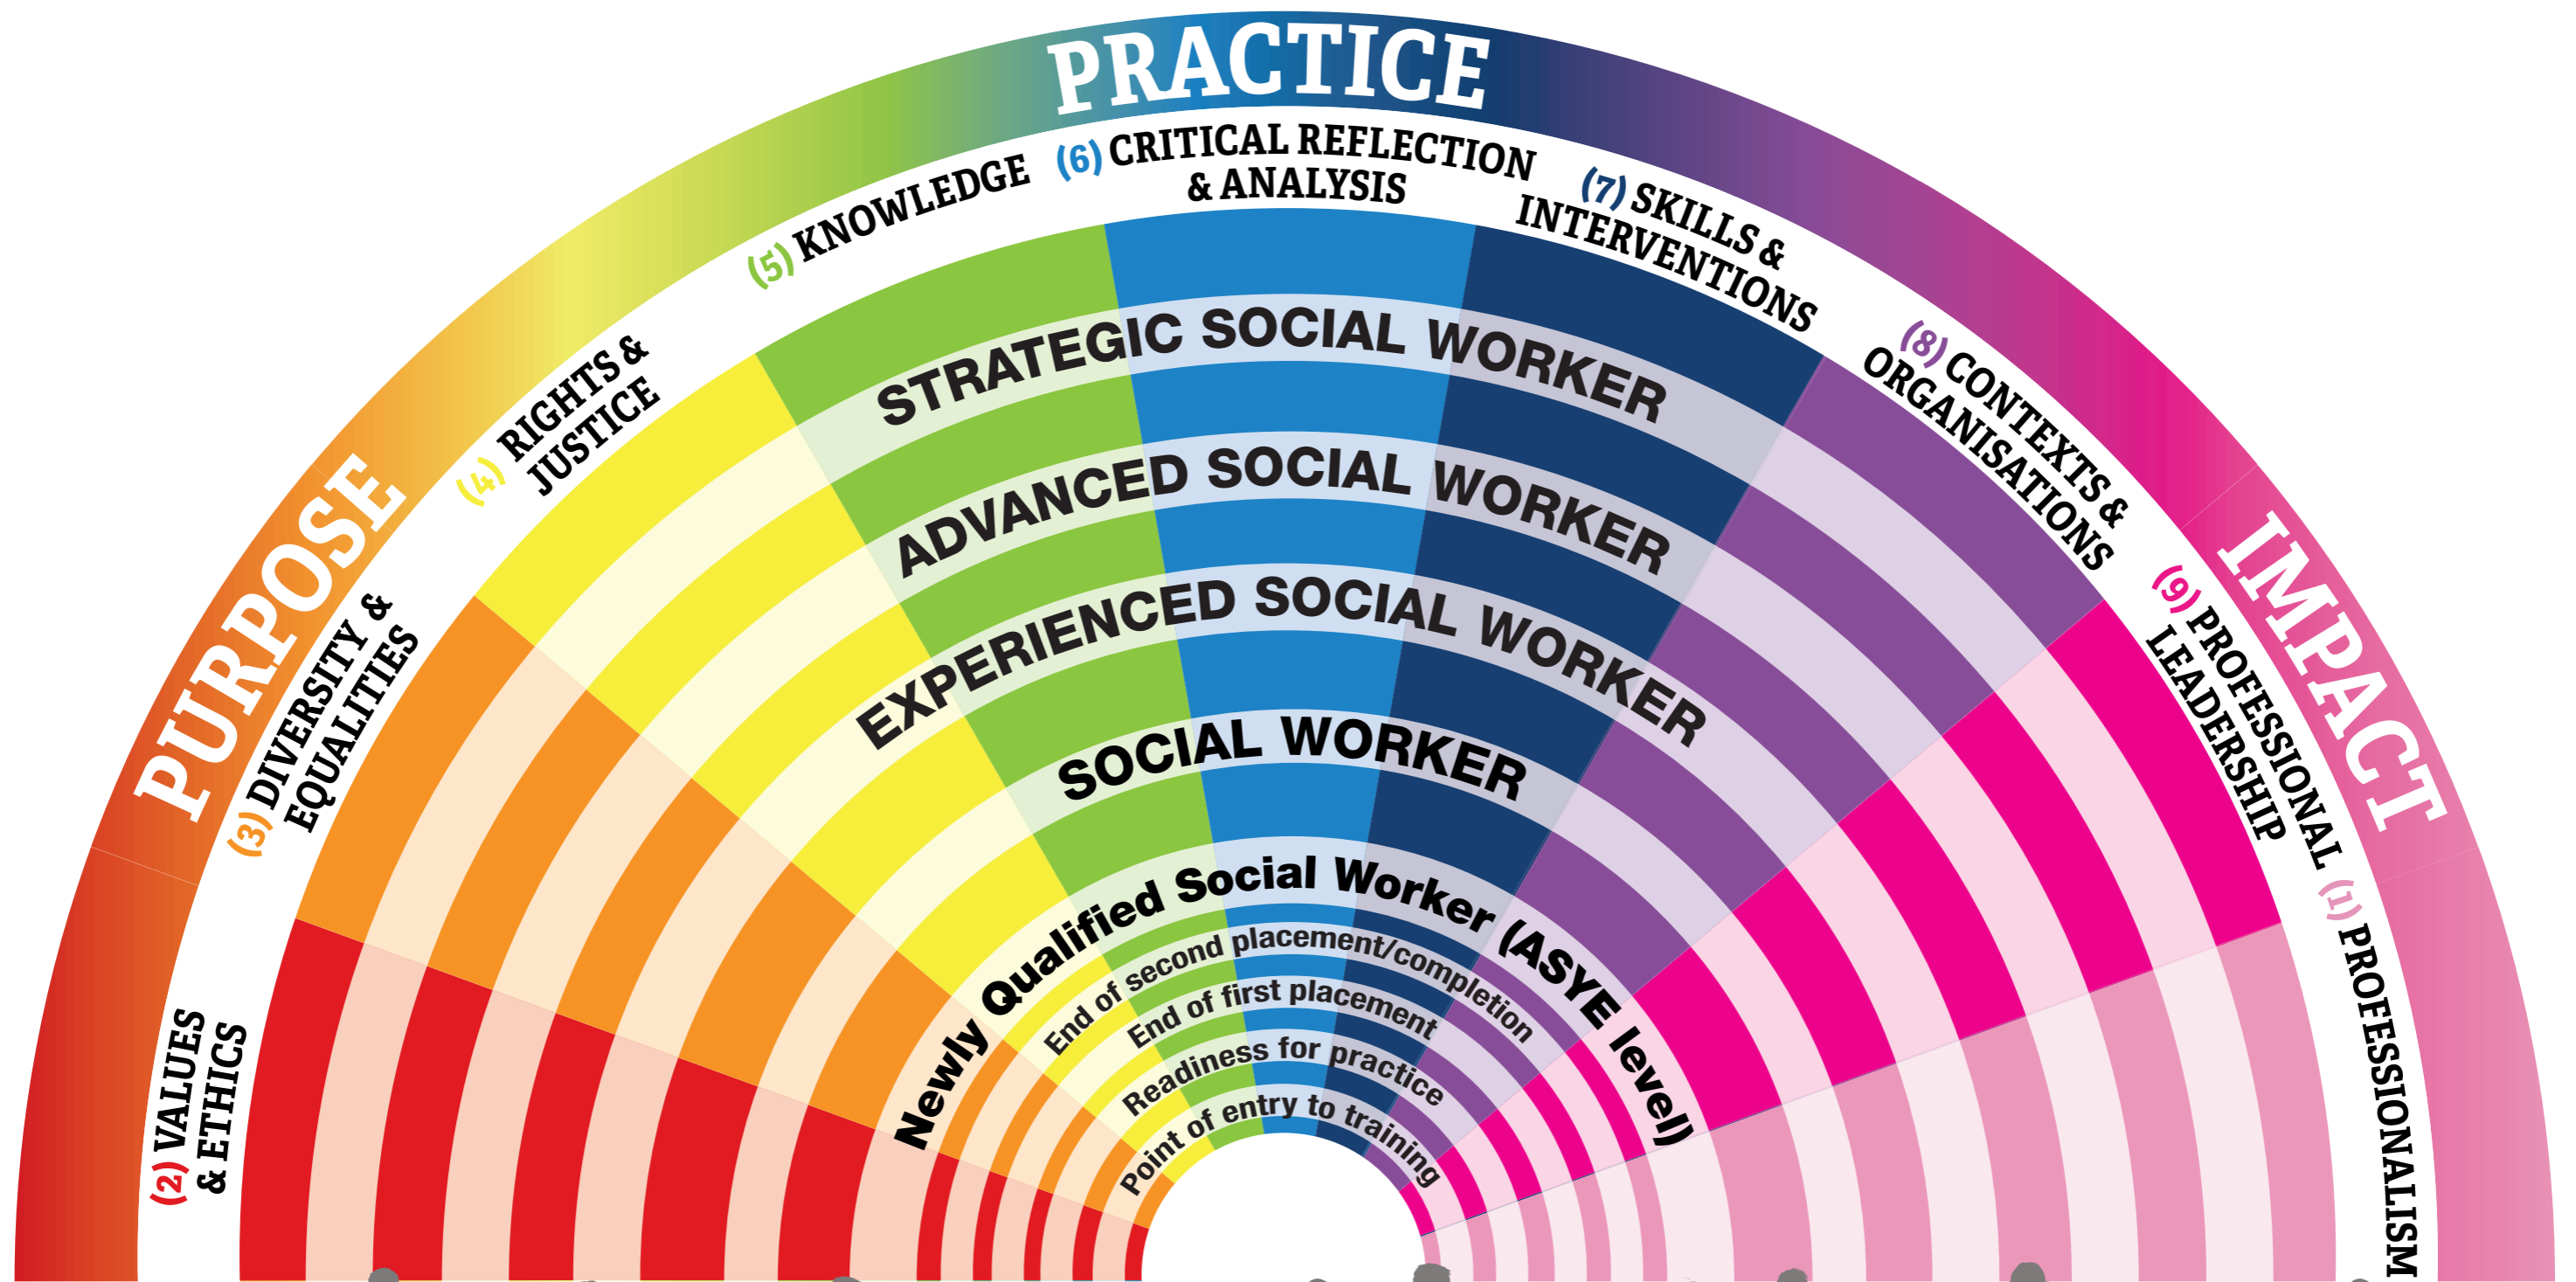 PURPOSE
PRACTICE
IMPACT
(2) VALUES
& ETHICS
(3) DIVERSITY &
EQUALITIES
(4) RIGHTS &
JUSTICE
(5) KNOWLEDGE
(6) CRITICAL REFLECTION
& ANALYSIS
(7) SKILLS &
INTERVENTIONS
(8) CONTEXTS &
ORGANISATIONS
(9) PROFESSIONAL
LEADERSHIP
(1) PROFESSIONALISM
STRATEGIC SOCIAL WORKER
ADVANCED SOCIAL WORKER
EXPERIENCED SOCIAL WORKER
SOCIAL WORKER
Newly Qualified Social Worker (ASYE level)
End of second placement/completion
End of first placement
Readiness for practice
Point of entry to training